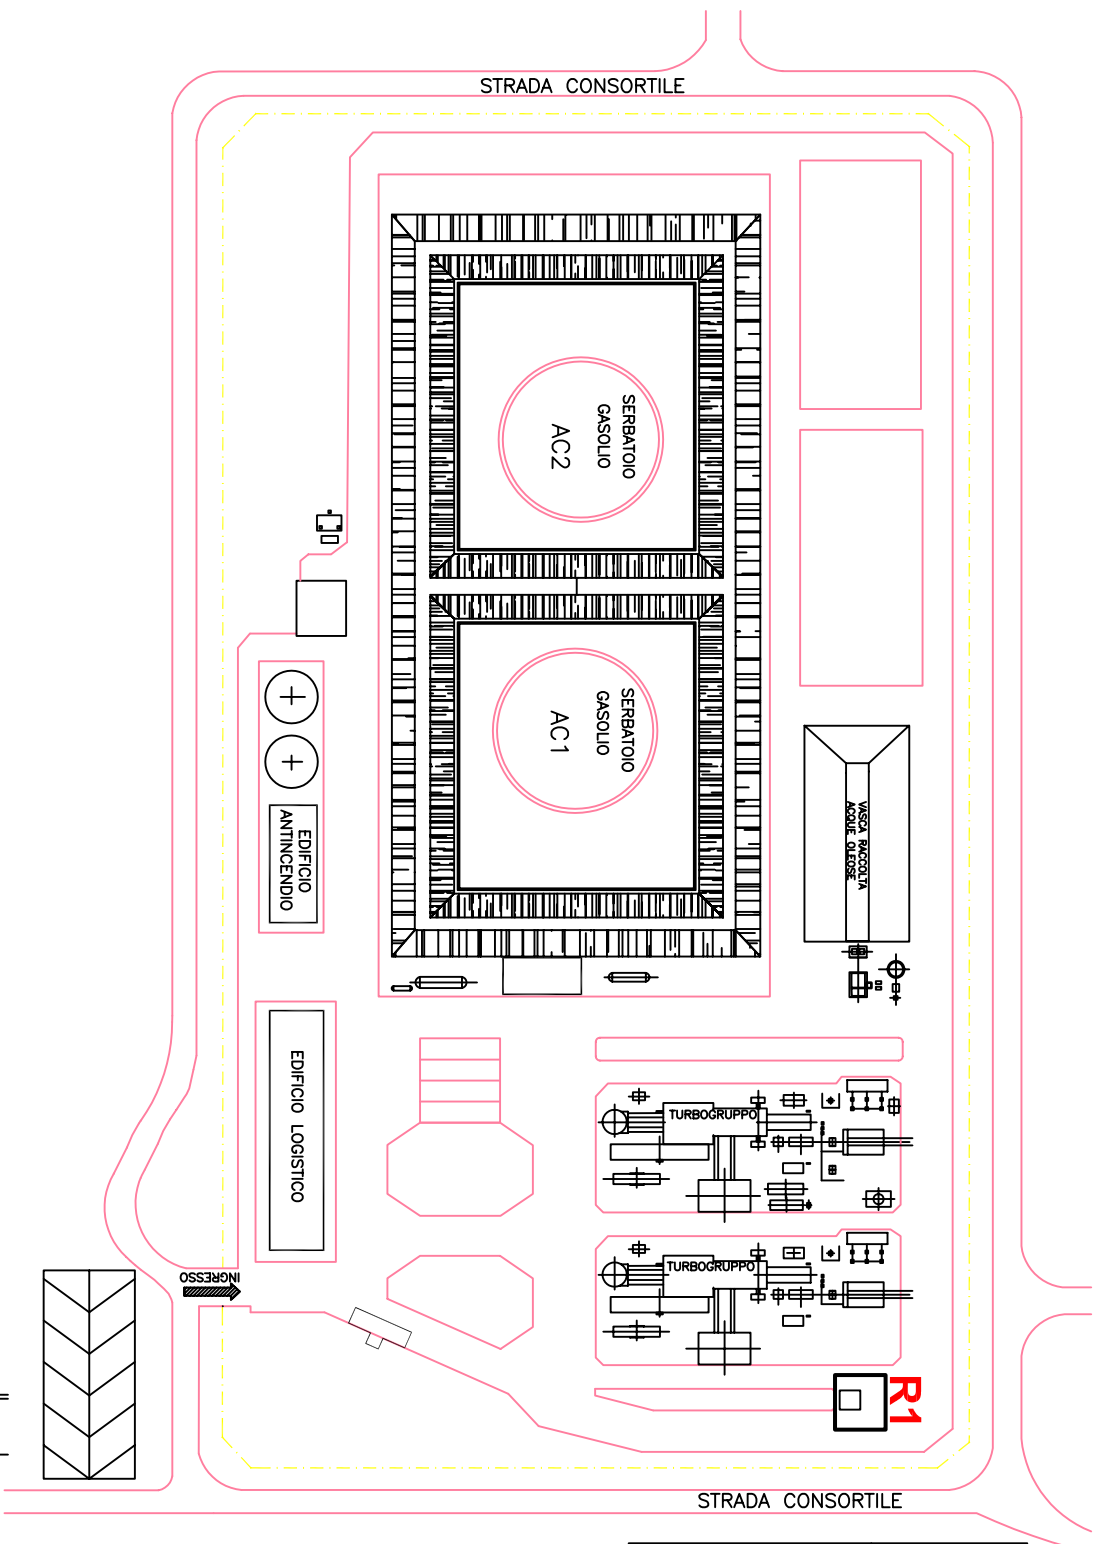 STRADA CONSORTILE
SERBATOIO
GASOLIO
AC2
SERBATOIO
GASOLIO
AC1
VASCA RACCOLTA
ACQUE OLEOSE
EDIFICIO
ANTINCENDIO
EDIFICIO LOGISTICO
TURBOGRUPPO
TURBOGRUPPO
INGRESSO
R1
STRADA CONSORTILE